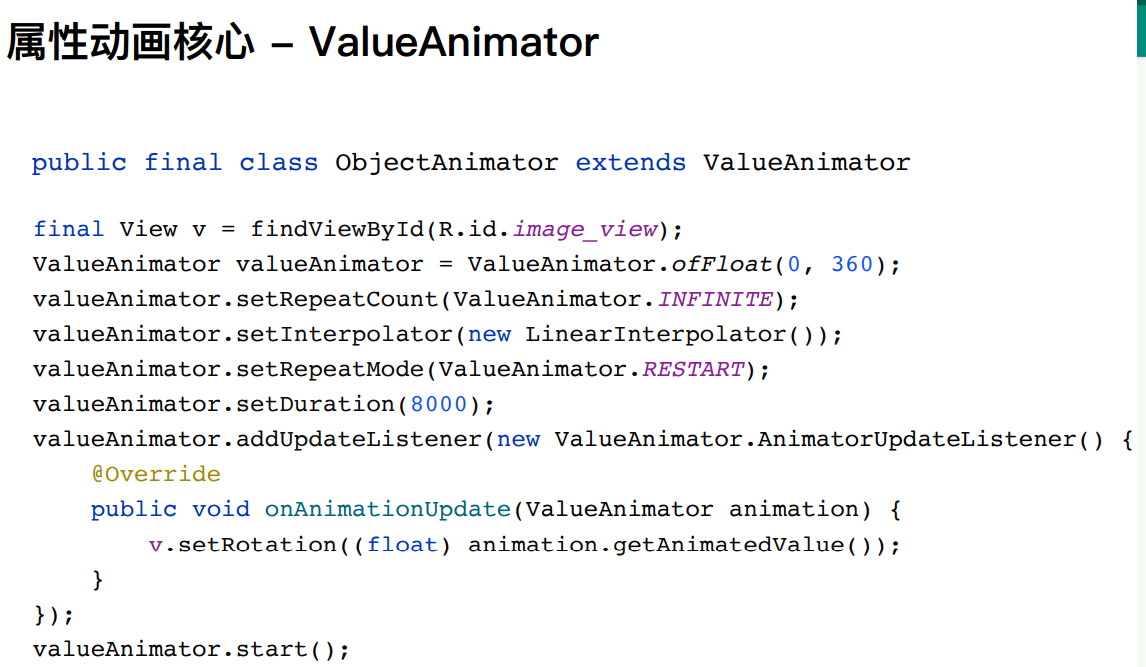 属性动画核心 – ValueAnimator
public final class ObjectAnimator extends ValueAnimator
final View v = findViewById(R.id.image_view);
ValueAnimator valueAnimator = ValueAnimator.ofFloat(0, 360);
valueAnimator.setRepeatCount(ValueAnimator.INFINITE);
valueAnimator.setInterpolator(new LinearInterpolator());
valueAnimator.setRepeatMode(ValueAnimator.RESTART);
valueAnimator.setDuration(8000);
valueAnimator.addUpdateListener(new ValueAnimator.AnimatorUpdateListener() {
    @Override
    public void onAnimationUpdate(ValueAnimator animation) {
        v.setRotation((float) animation.getAnimatedValue());
    }
});
valueAnimator.start();